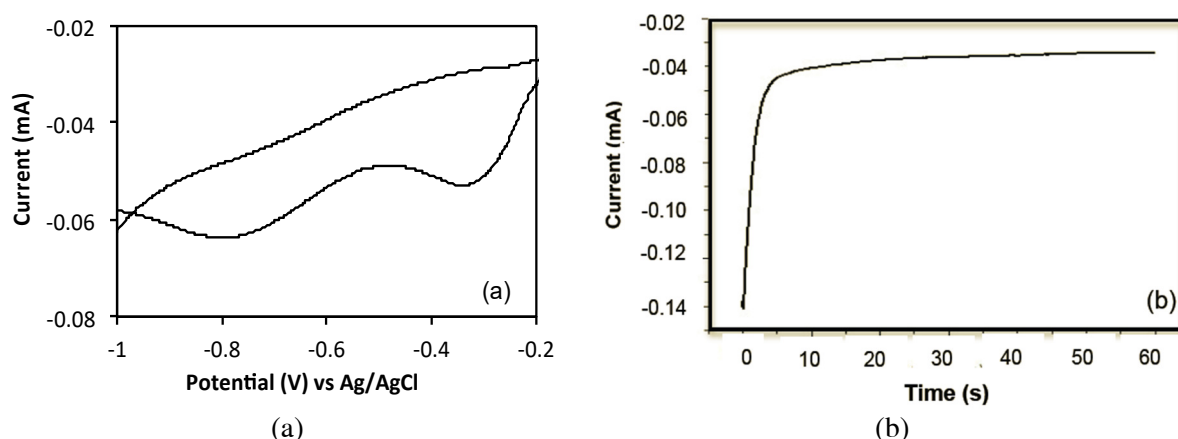 -0.02
-0.04
-0.06
-0.08
Current (mA)
-1 -0.8 -0.6 -0.4 -0.2
Potential (V) vs Ag/AgCl
(a)
(a)
-0.02
-0.04
-0.06
-0.08
-0.10
-0.12
-0.14
Current (mA)
0 10 20 30 40 50 60
Time (s)
(b)
(b)